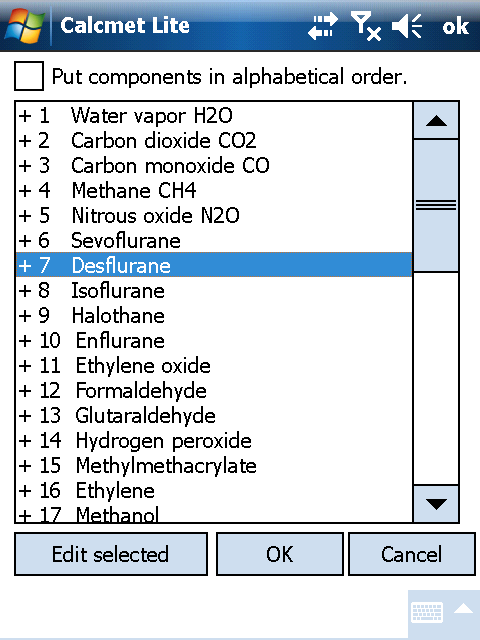 Calcmet Lite
ok
Put components in alphabetical order.
+ 1 Water vapor H2O
+ 2 Carbon dioxide CO2
+ 3 Carbon monoxide CO
+ 4 Methane CH4
+ 5 Nitrous oxide N2O
+ 6 Sevoflurane
+ 7 Desflurane
+ 8 Isoflurane
+ 9 Halothane
+ 10 Enflurane
+ 11 Ethylene oxide
+ 12 Formaldehyde
+ 13 Glutaraldehyde
+ 14 Hydrogen peroxide
+ 15 Methylmethacrylate
+ 16 Ethylene
+ 17 Methanol
Edit selected
OK
Cancel